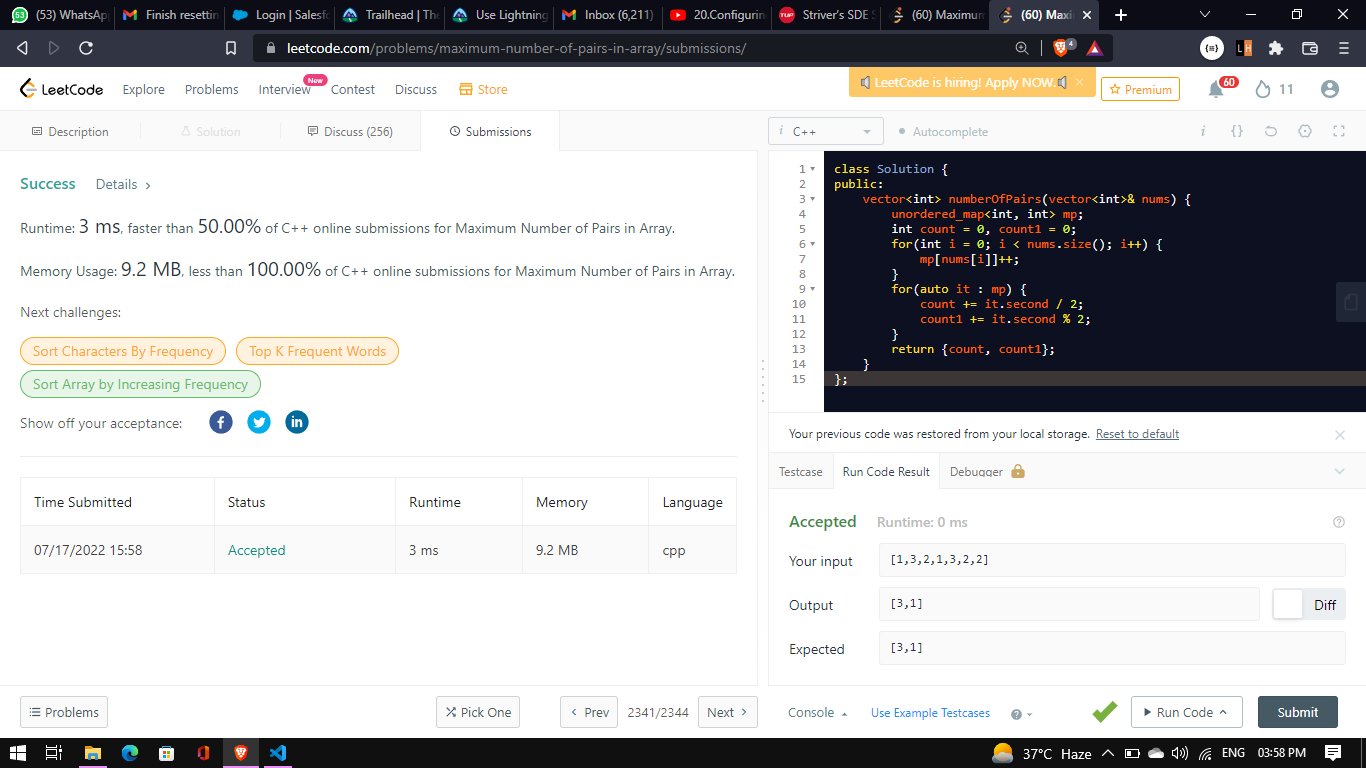 (53) WhatsApp
Finish resettin
Login | Salesf
Trailhead | The
Use Lightning
Inbox (6,211)
20.Configurin
Striver's SDE S
(60) Maximun
(60) Maxi
leetcode.com/problems/maximum-number-of-pairs-in-array/submissions/
4
LeetCode
Explore
Problems
Interview
New
Contest
Discuss
Store
LeetCode is hiring! Apply NOW.
Premium
60
11
Description
Solution
Discuss (256)
Submissions
Success
Details
Runtime: 3 ms, faster than 50.00% of C++ online submissions for Maximum Number of Pairs in Array.
Memory Usage: 9.2 MB, less than 100.00% of C++ online submissions for Maximum Number of Pairs in Array.
Next challenges:
Sort Characters By Frequency
Top K Frequent Words
Sort Array by Increasing Frequency
Show off your acceptance:
Time Submitted Status Runtime Memory Language
07/17/2022 15:58 Accepted 3 ms 9.2 MB cpp
i C++
Autocomplete
1 class Solution {
2 public:
3 vector<int> numberOfPairs(vector<int>& nums) {
4 unordered_map<int, int> mp;
5 int count = 0, count1 = 0;
6 for(int i = 0; i < nums.size(); i++) {
7 mp[nums[i]]++;
8 }
9 for(auto it : mp) {
10 count += it.second / 2;
11 count1 += it.second % 2;
12 }
13 return {count, count1};
14 }
15 };
Your previous code was restored from your local storage. Reset to default
Testcase
Run Code Result
Debugger
Accepted Runtime: 0 ms
Your input [1,3,2,1,3,2,2]
Output [3,1] Diff
Expected [3,1]
Problems
Pick One
Prev
2341/2344
Next
Console
Use Example Testcases
Run Code
Submit
37°C Haze
ENG
03:58 PM